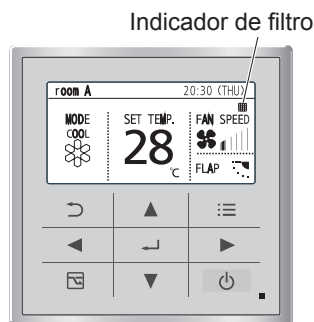 Indicador de filtro
room A 20:30 (THU)
MODE SET TEMP. FAN SPEED
COOL
28 °C
FLAP